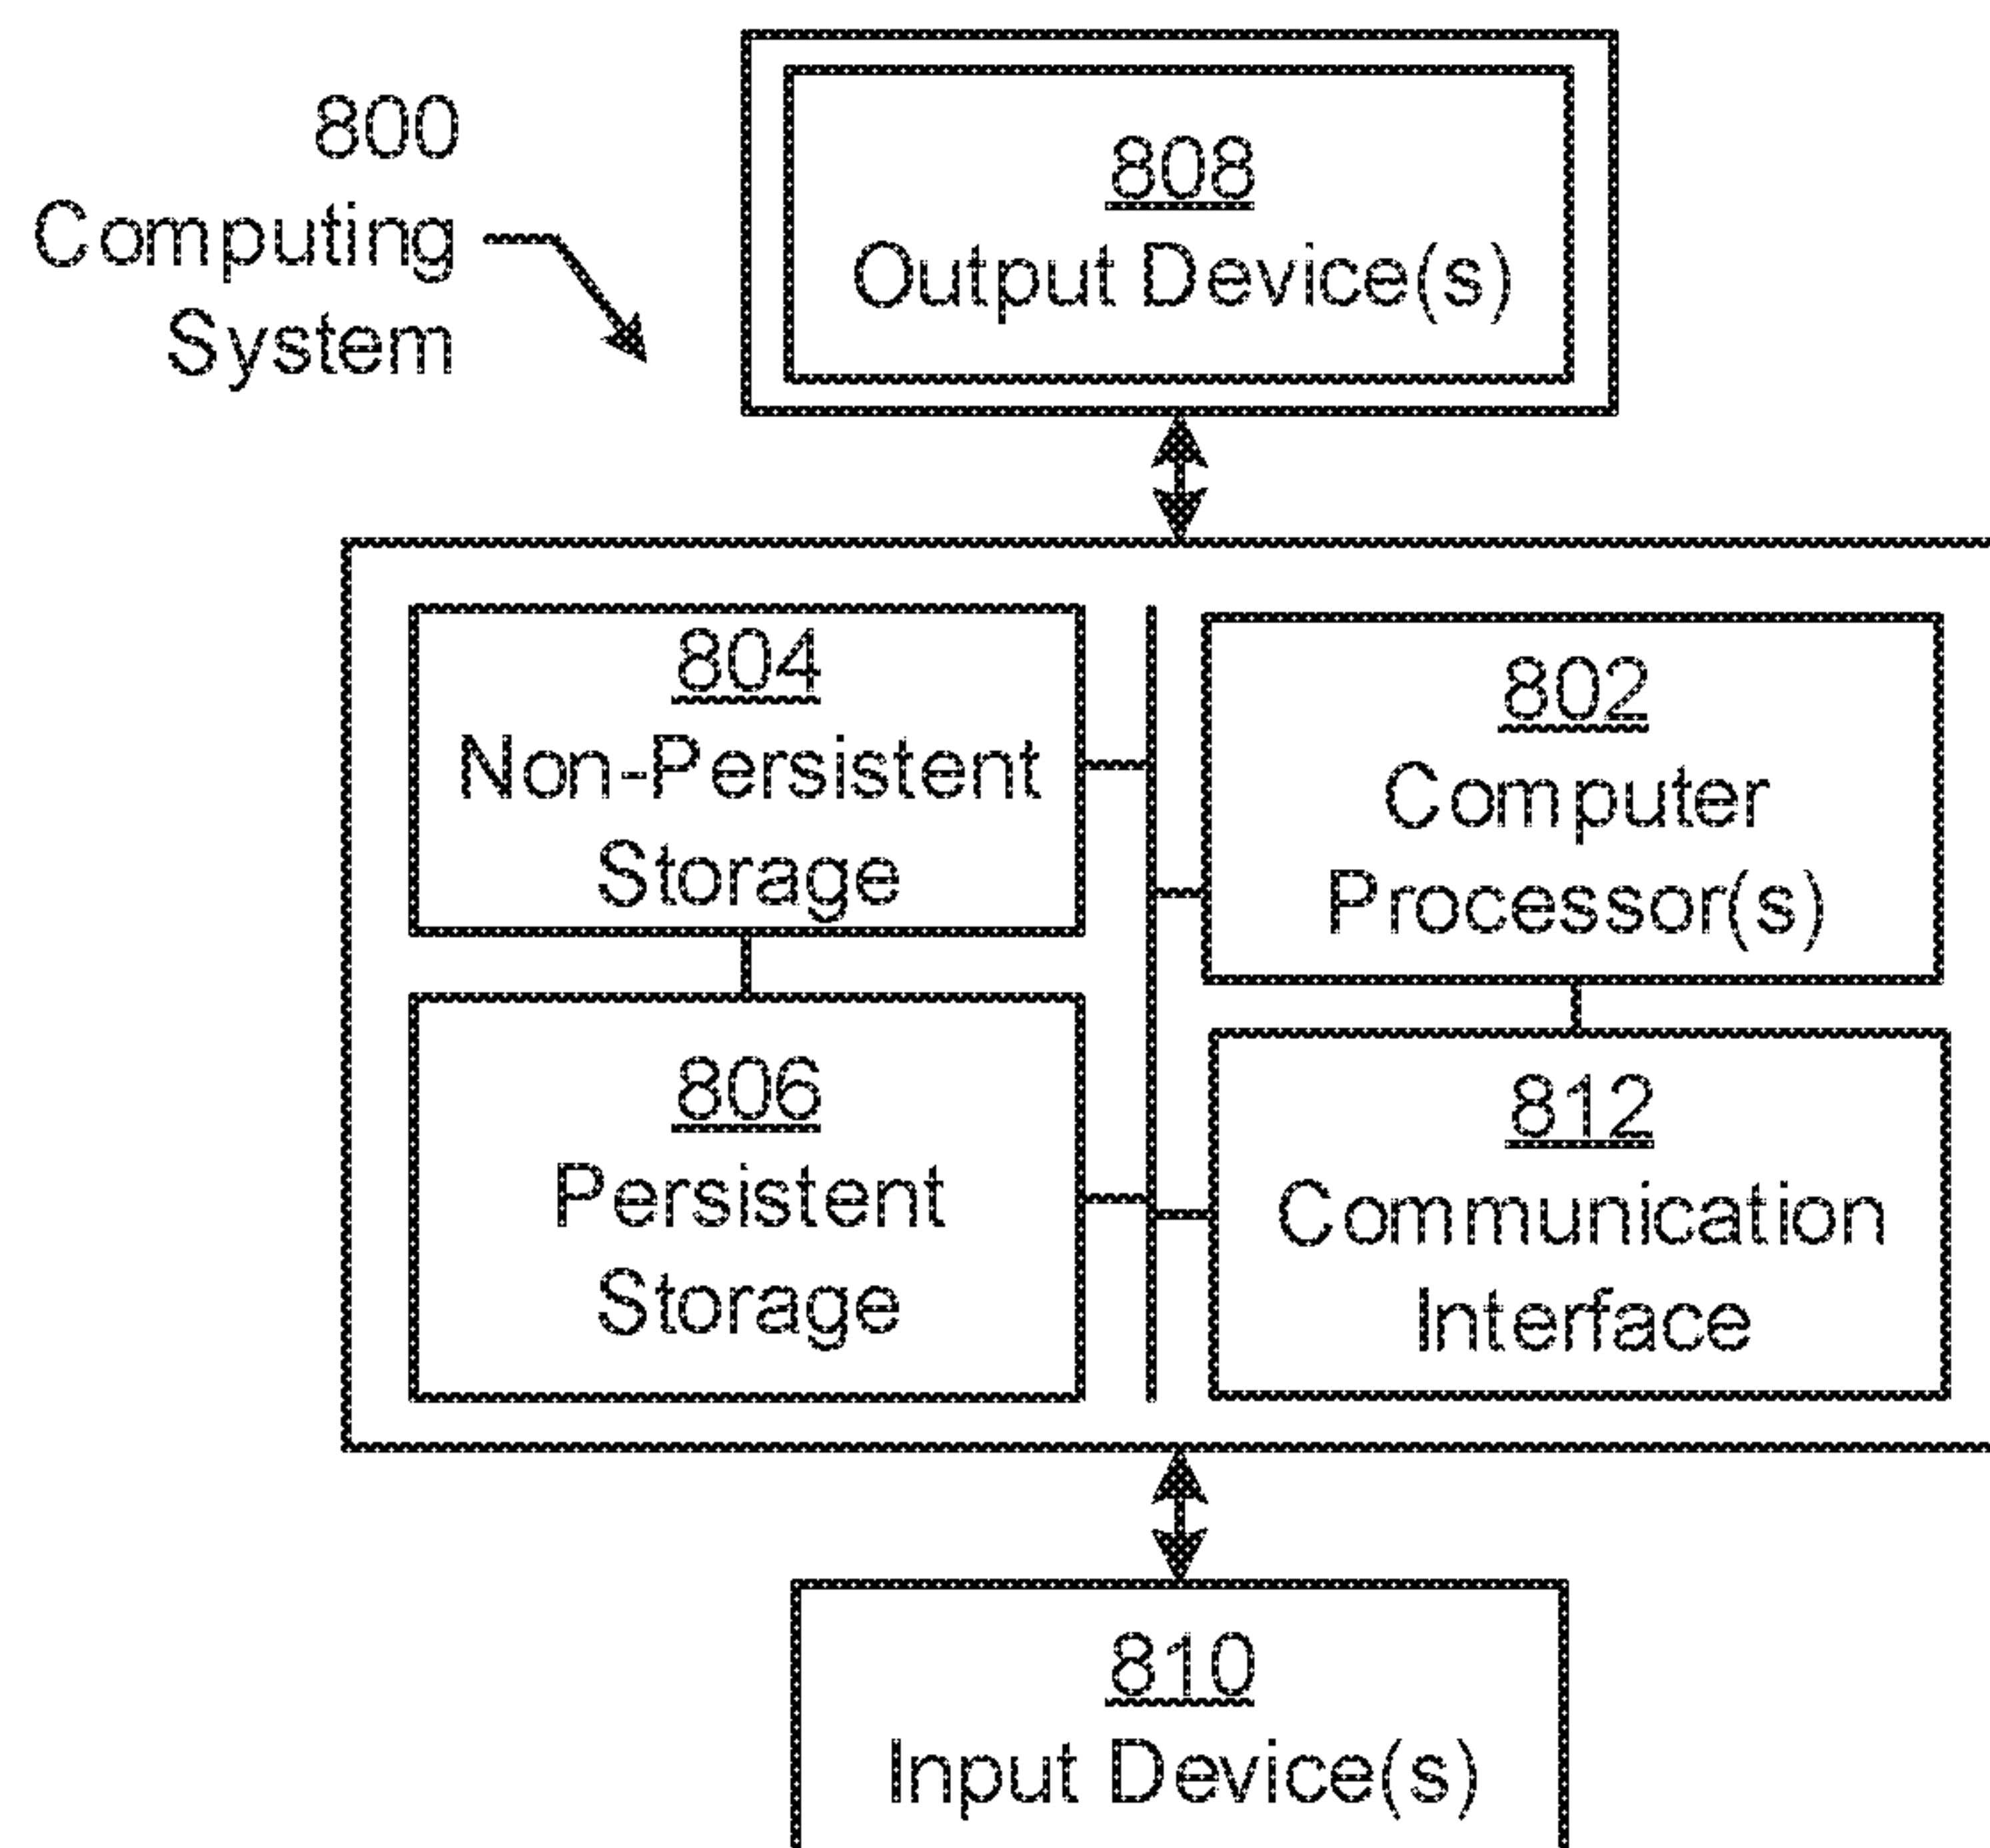 800
Computing
System
808
Output Device(s)
804
Non-Persistent
Storage
802
Computer
Processor(s)
806
Persistent
Storage
812
Communication
Interface
810
Input Device(s)